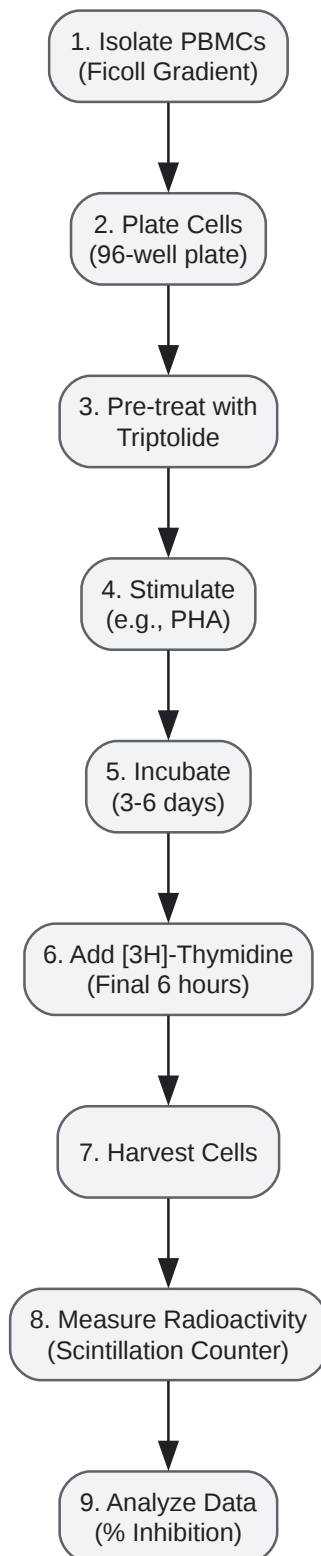 1. Isolate PBMCs
(Ficoll Gradient)
2. Plate Cells
(96-well plate)
3. Pre-treat with
Triptolide
4. Stimulate
(e.g., PHA)
5. Incubate
(3-6 days)
6. Add [3H]-Thymidine
(Final 6 hours)
7. Harvest Cells
8. Measure Radioactivity
(Scintillation Counter)
9. Analyze Data
(% Inhibition)